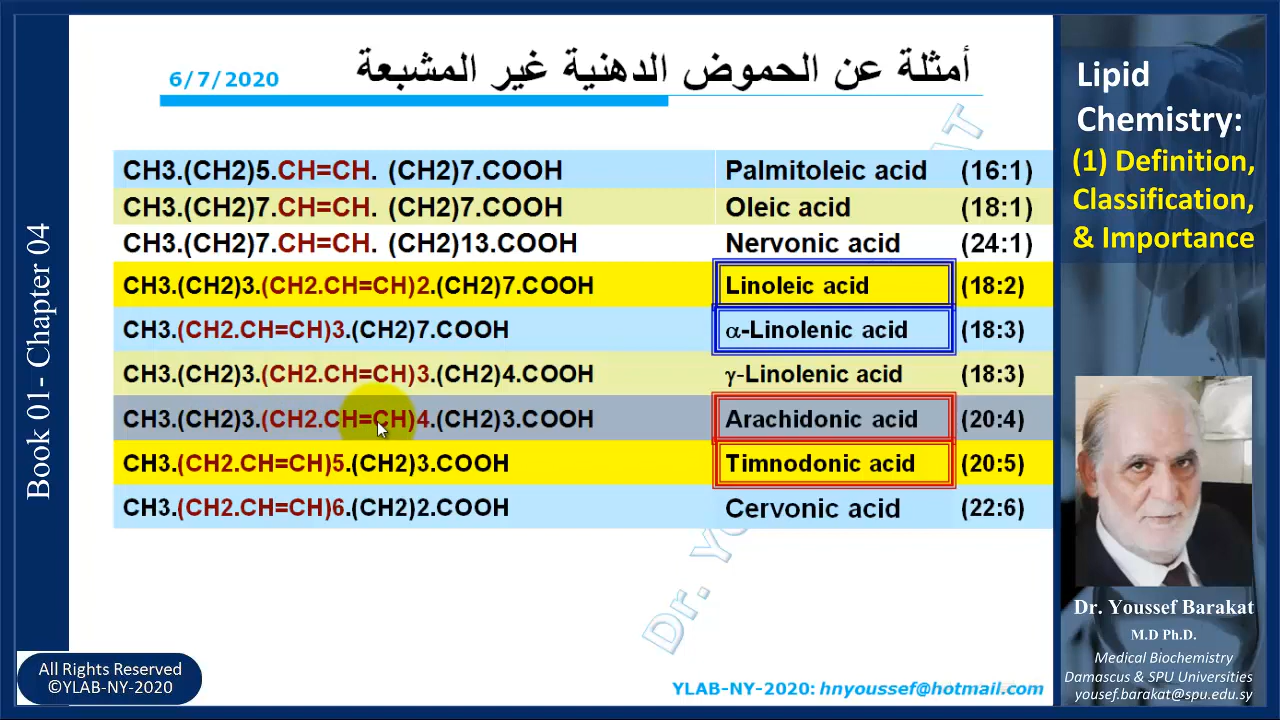 6/7/2020
أمثلة عن الحموض الدهنية غير المشبعة
CH3.(CH2)5.CH=CH. (CH2)7.COOH Palmitoleic acid (16:1)
CH3.(CH2)7.CH=CH. (CH2)7.COOH Oleic acid (18:1)
CH3.(CH2)7.CH=CH. (CH2)13.COOH Nervonic acid (24:1)
CH3.(CH2)3.(CH2.CH=CH)2.(CH2)7.COOH Linoleic acid (18:2)
CH3.(CH2.CH=CH)3.(CH2)7.COOH α-Linolenic acid (18:3)
CH3.(CH2)3.(CH2.CH=CH)3.(CH2)4.COOH γ-Linolenic acid (18:3)
CH3.(CH2)3.(CH2.CH=CH)4.(CH2)3.COOH Arachidonic acid (20:4)
CH3.(CH2.CH=CH)5.(CH2)3.COOH Timnodonic acid (20:5)
CH3.(CH2.CH=CH)6.(CH2)2.COOH Cervonic acid (22:6)
YLAB-NY-2020: hnyoussef@hotmail.com
Book 01- Chapter 04
All Rights Reserved
©YLAB-NY-2020
Lipid
Chemistry:
(1) Definition,
Classification,
& Importance
Dr. Youssef Barakat
M.D Ph.D.
Medical Biochemistry
Damascus & SPU Universities
yousef.barakat@spu.edu.sy
Dr.